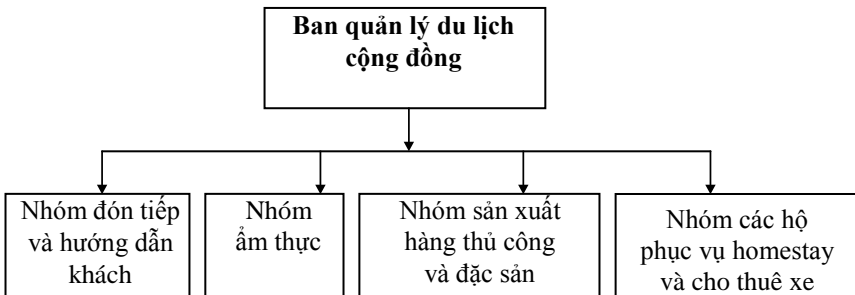 Ban quản lý du lịch
cộng đồng
Nhóm đón tiếp
và hướng dẫn
khách
Nhóm
ẩm thực
Nhóm sản xuất
hàng thủ công
và đặc sản
Nhóm các hộ
phục vụ homestay
và cho thuê xe